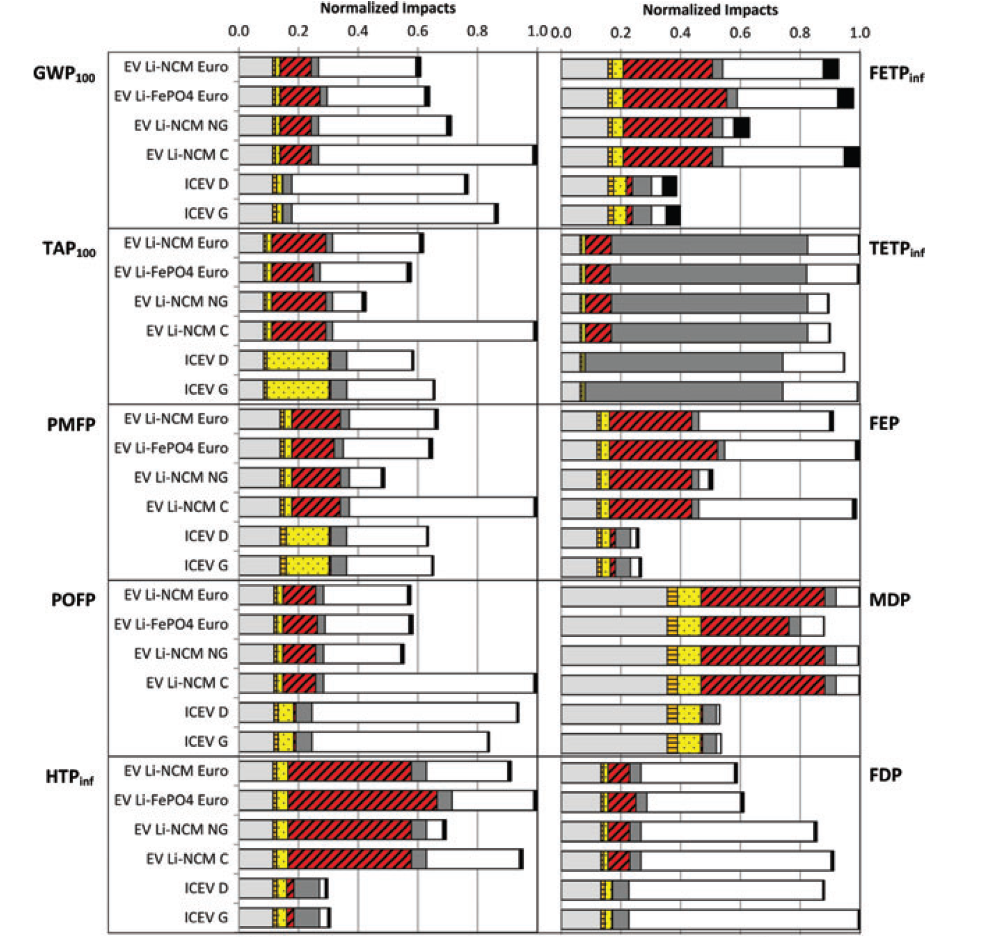 Normalized Impacts Normalized Impacts
0.0 0.2 0.4 0.6 0.8 1.0 0.0 0.2 0.4 0.6 0.8 1.0
GWP100 EV Li-NCM Euro FETPinf
EV Li-FePO4 Euro
EV Li-NCM NG
EV Li-NCM C
ICEV D
ICEV G
TAP100 EV Li-NCM Euro TETPinf
EV Li-FePO4 Euro
EV Li-NCM NG
EV Li-NCM C
ICEV D
ICEV G
PMFP EV Li-NCM Euro FEP
EV Li-FePO4 Euro
EV Li-NCM NG
EV Li-NCM C
ICEV D
ICEV G
POFP EV Li-NCM Euro MDP
EV Li-FePO4 Euro
EV Li-NCM NG
EV Li-NCM C
ICEV D
ICEV G
HTPinf EV Li-NCM Euro FDP
EV Li-FePO4 Euro
EV Li-NCM NG
EV Li-NCM C
ICEV D
ICEV G